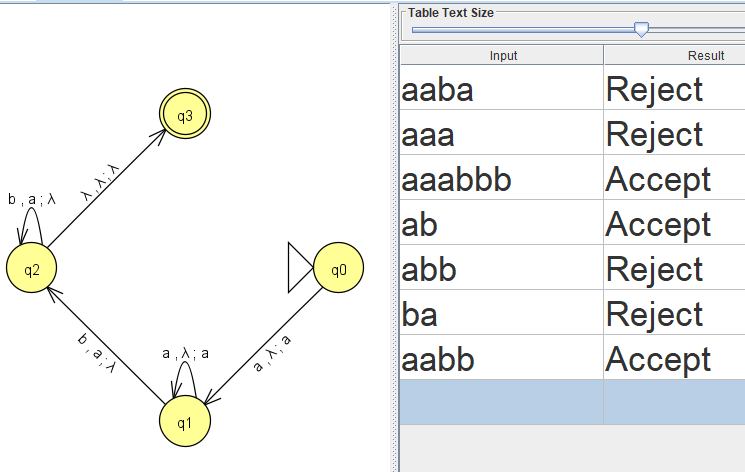 Table Text Size
Input Result
aaba Reject
aaa Reject
aaabbb Accept
ab Accept
abb Reject
ba Reject
aabb Accept
q3
λ , λ ; λ
b , a ; λ
q2
q0
b , a ; λ
a , λ ; a
a , λ ; a
q1